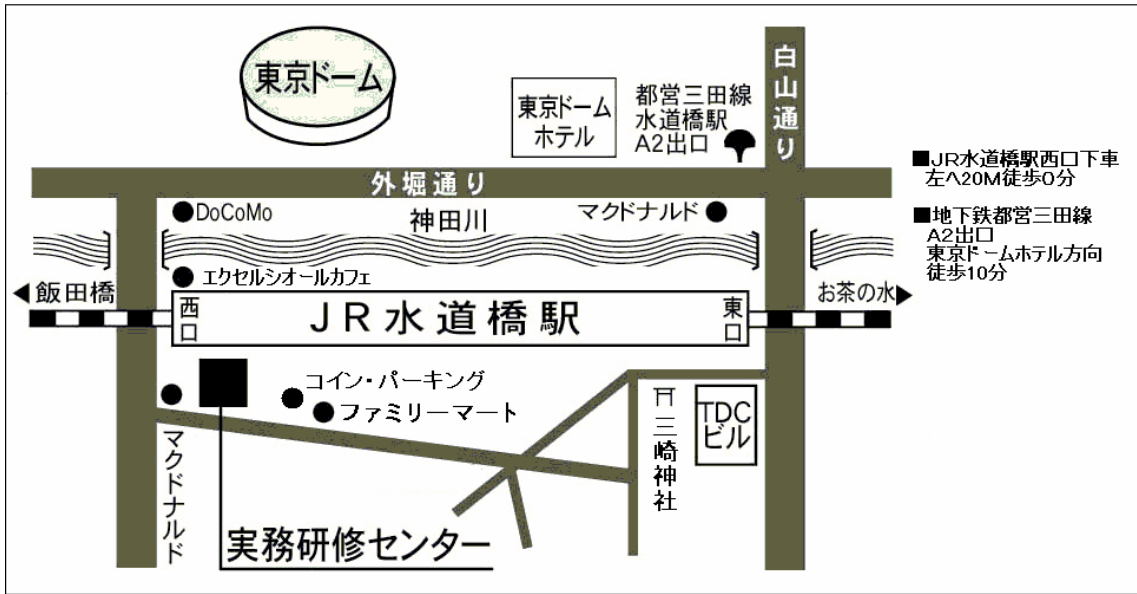 東京ドーム
東京ドーム
ホテル
都営三田線
水道橋駅
A2出口
白山通り
■JR水道橋駅西口下車
左へ20M徒歩0分
■地下鉄都営三田線
A2出口
東京ドームホテル方向
徒歩10分
外堀通り
DoCoMo
神田川
マクドナルド
エクセルシオールカフェ
飯田橋
お茶の水
西口
JR水道橋駅
東口
コイン・パーキング
ファミリーマート
マクドナルド
三崎神社
TDC
ビル
実務研修センター